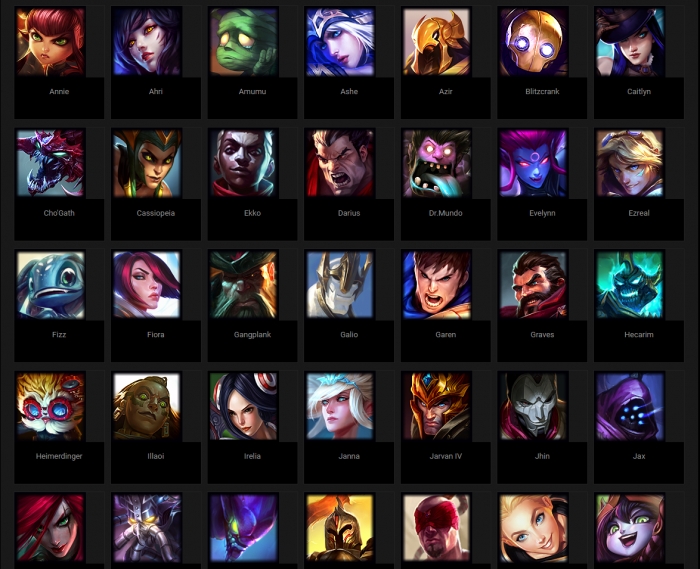 Annie Ahri Amumu Ashe Azir Blitzcrank Caitlyn
Cho'Gath Cassiopeia Ekko Darius Dr.Mundo Evelynn Ezreal
Fizz Fiora Gangplank Galio Garen Graves Hecarim
Heimerdinger Illaoi Irelia Janna Jarvan IV Jhin Jax